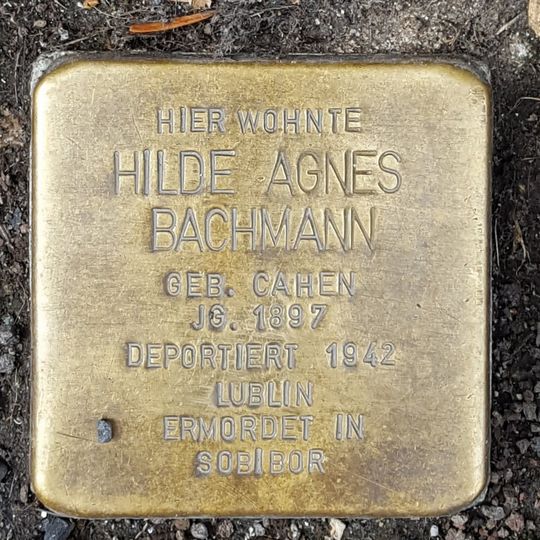 HIER WOHNTE
HILDE AGNES
BACHMANN
GEB. CAHEN
JG. 1897
DEPORTIERT 1942
LUBLIN
ERMORDET IN
SOBIBOR